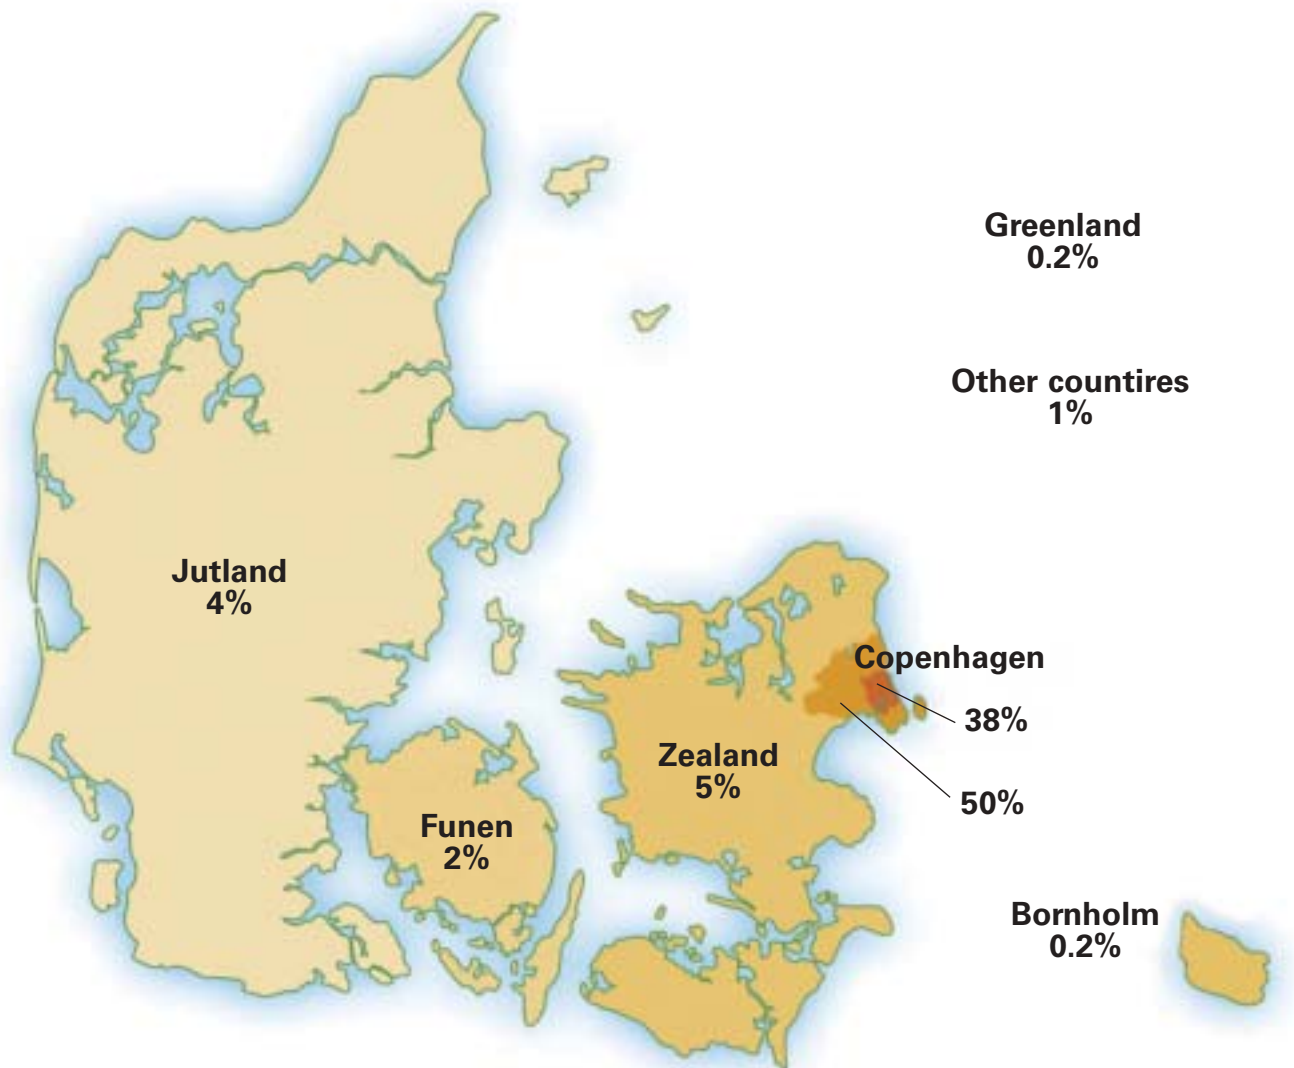 Greenland
0.2%
Other countires
1%
Jutland
4%
Copenhagen
38%
Zealand
5%
50%
Funen
2%
Bornholm
0.2%